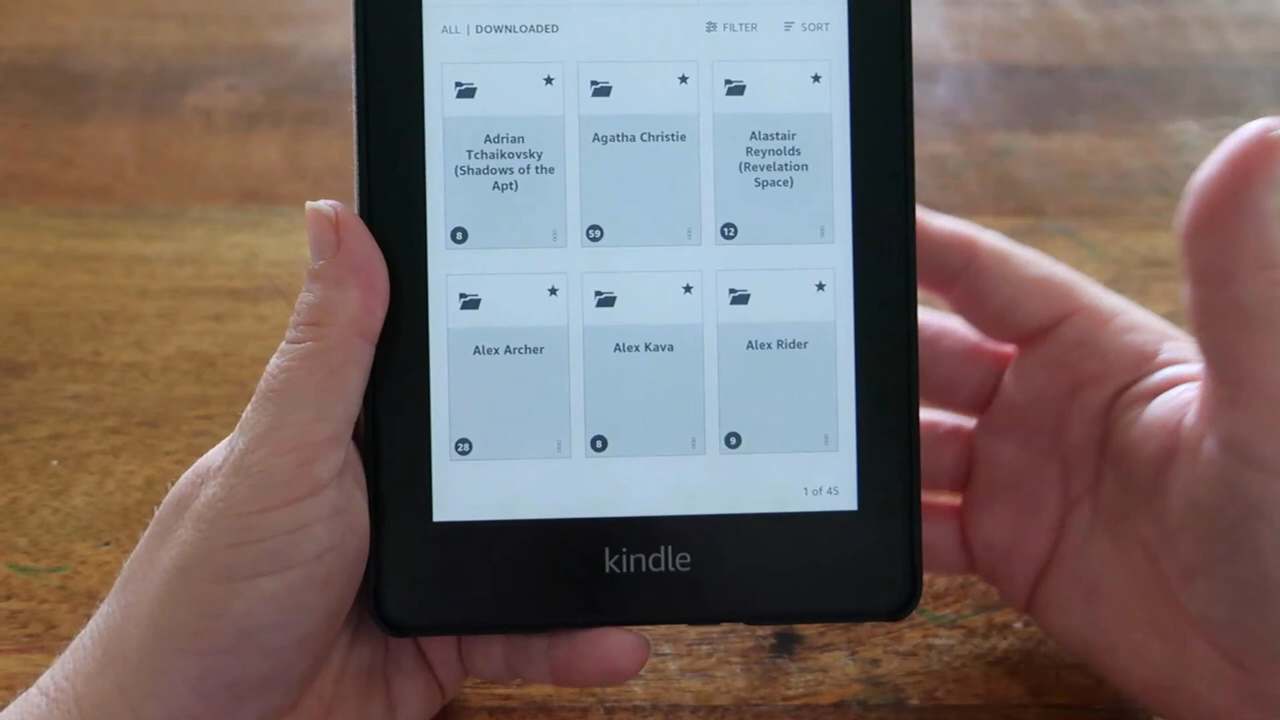 ALL | DOWNLOADED
FILTER
SORT
Adrian
Tchaikovsky
(Shadows of the
Apt)
8
Agatha Christie
59
Alastair
Reynolds
(Revelation
Space)
12
Alex Archer
28
Alex Kava
8
Alex Rider
9
1 of 45
kindle